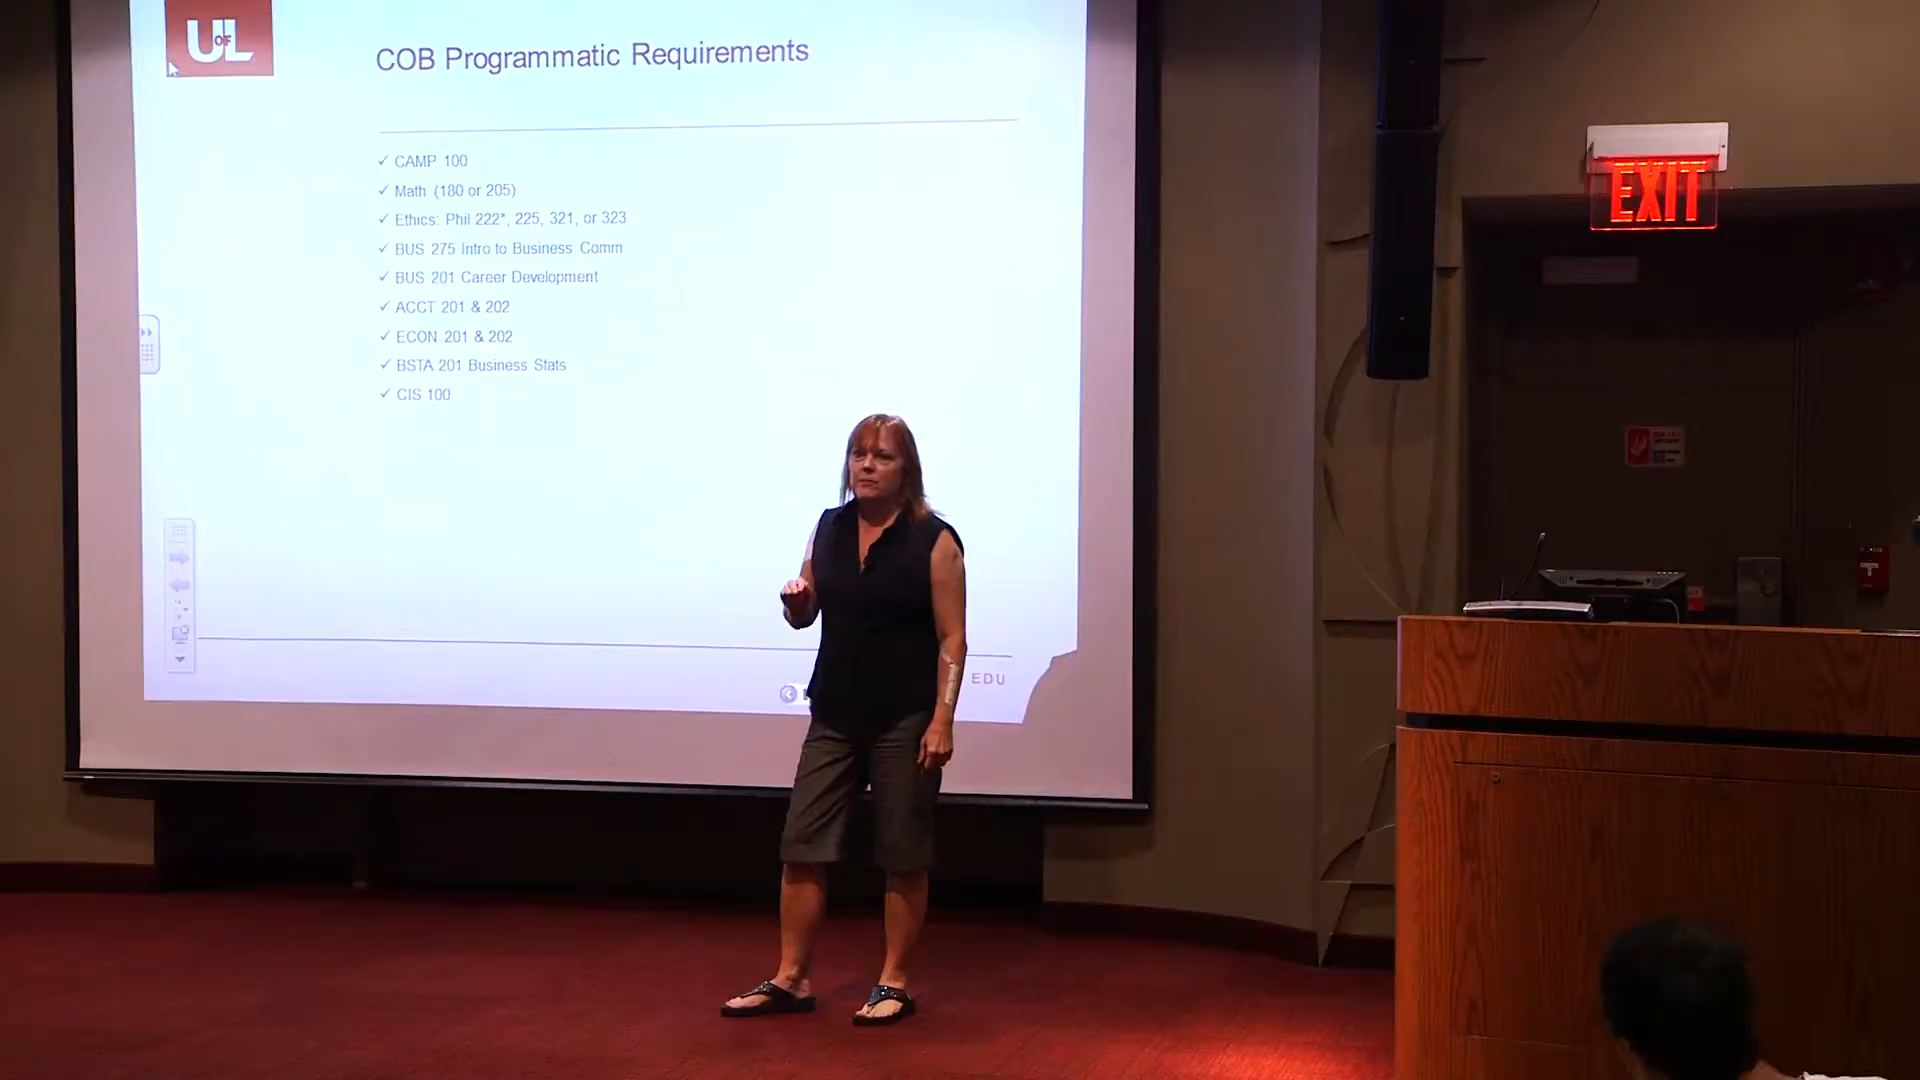 U OF L
COB Programmatic Requirements
✓ CAMP 100
✓ Math (180 or 205)
✓ Ethics: Phil 222*, 225, 321, or 323
✓ BUS 275 Intro to Business Comm
✓ BUS 201 Career Development
✓ ACCT 201 & 202
✓ ECON 201 & 202
✓ BSTA 201 Business Stats
✓ CIS 100
EDU
EXIT